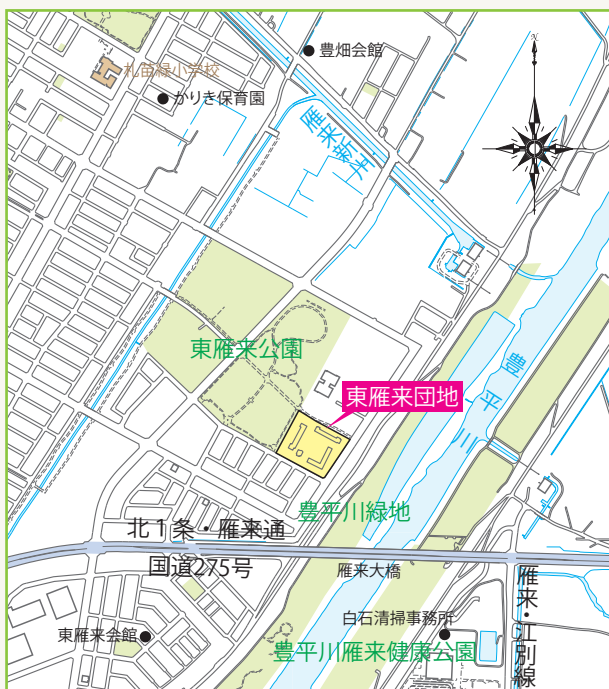 豊畑会館
札苗緑小学校
かりき保育園
N
雁来新川
東雁来公園
東雁来団地
豊平川
豊平川緑地
北1条・雁来通
国道275号
雁来大橋
雁来・江別線
白石清掃事務所
東雁来会館
豊平川雁来健康公園